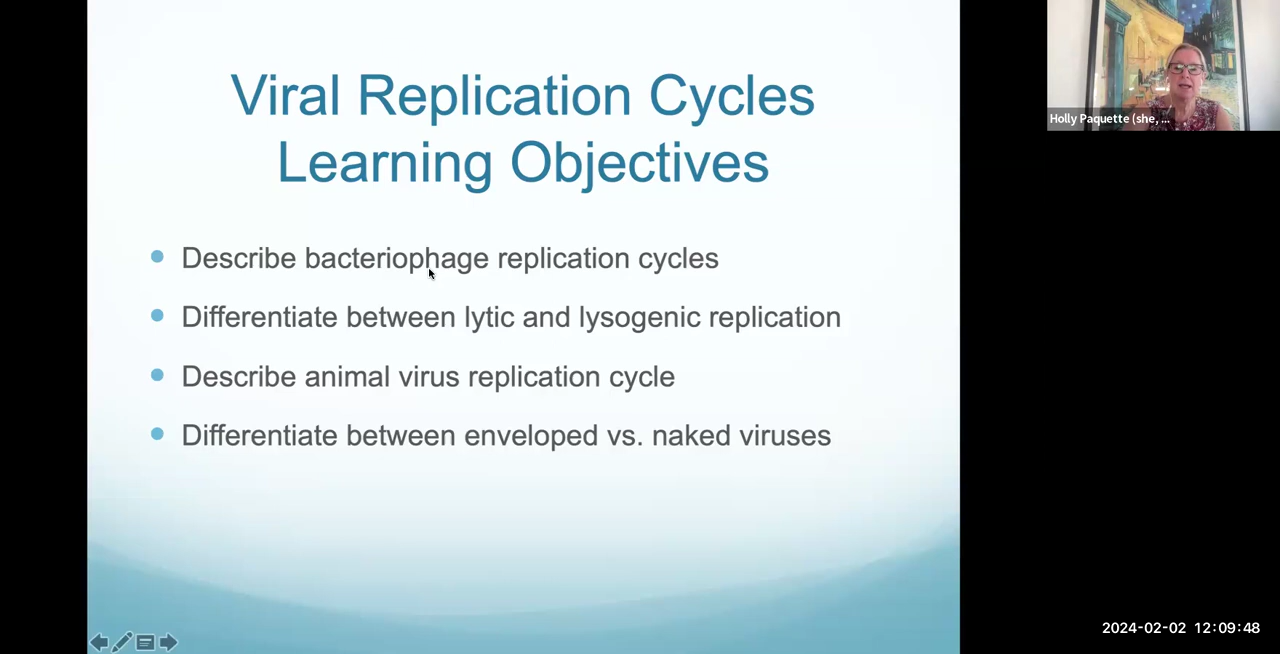 Viral Replication Cycles
Learning Objectives
Describe bacteriophage replication cycles
Differentiate between lytic and lysogenic replication
Describe animal virus replication cycle
Differentiate between enveloped vs. naked viruses
Holly Paquette (she, ...
2024-02-02 12:09:48